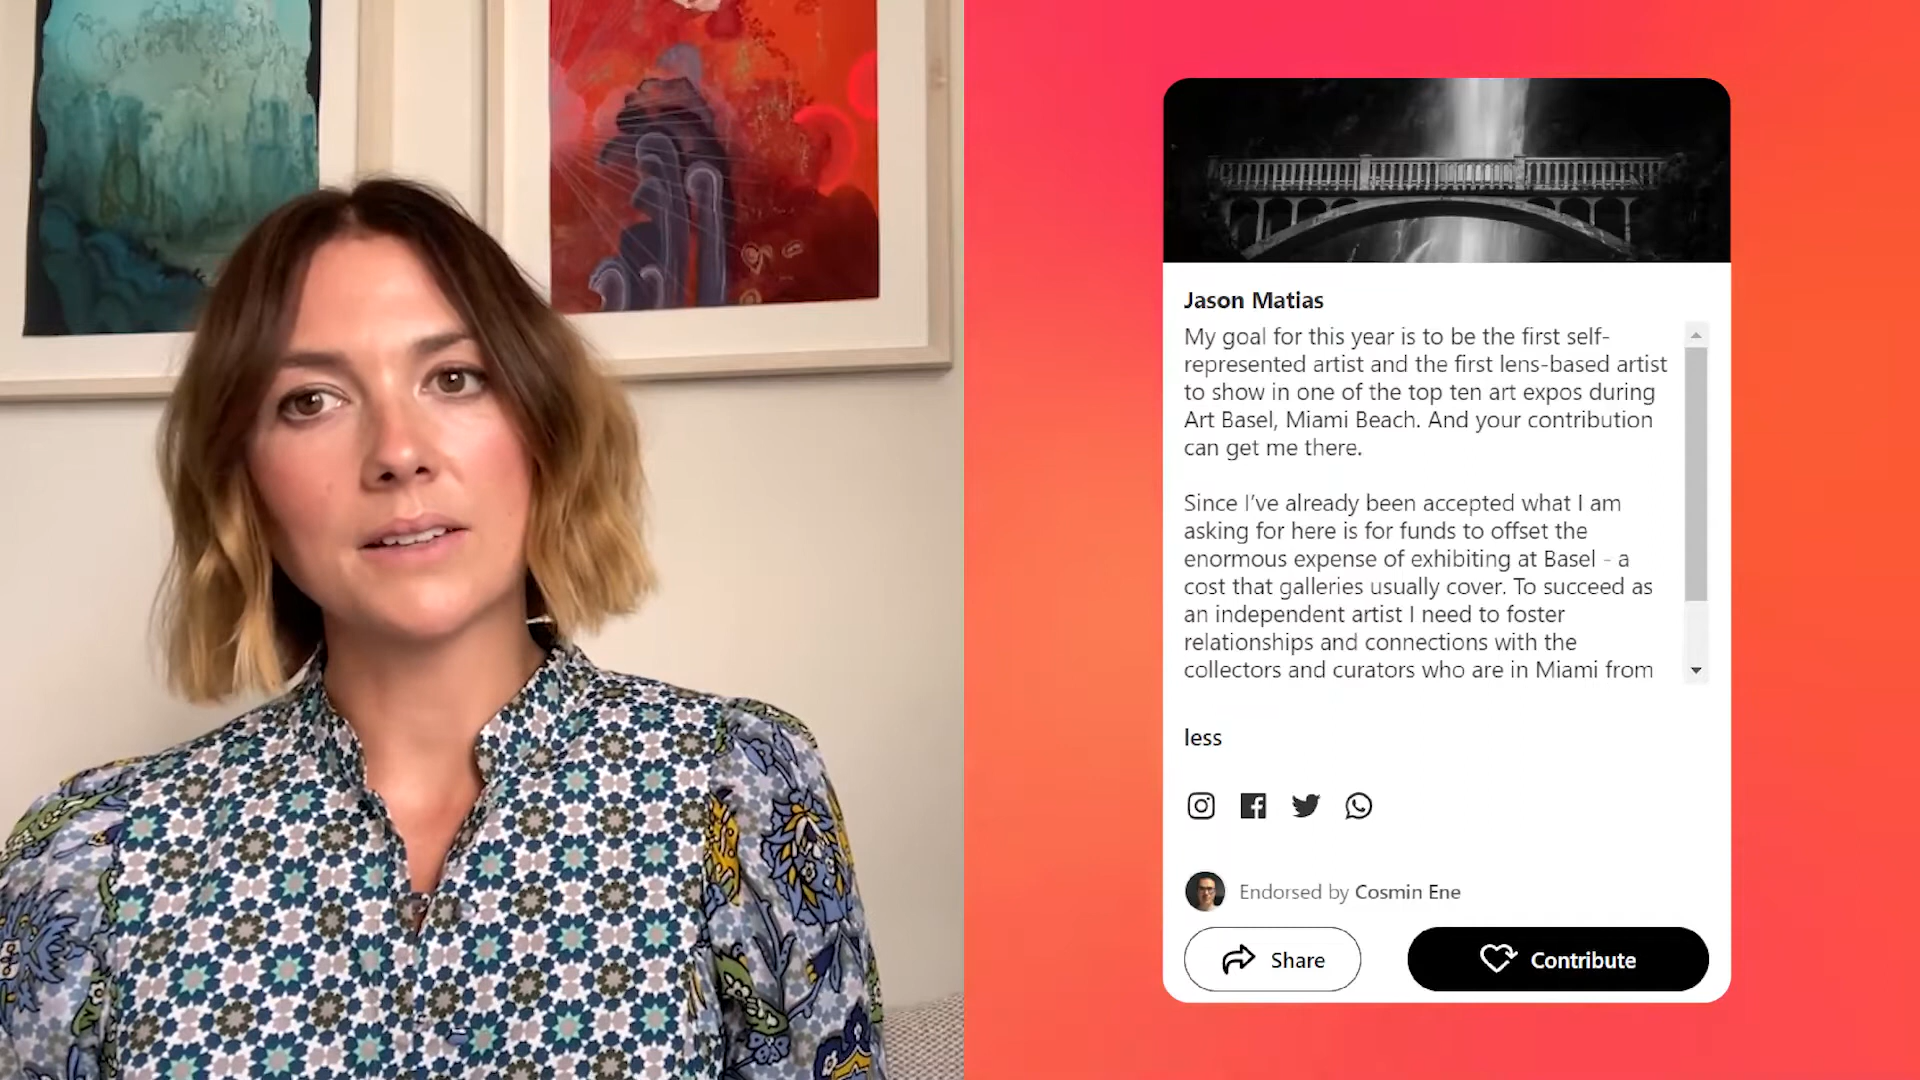 Jason Matias
My goal for this year is to be the first self-
represented artist and the first lens-based artist
to show in one of the top ten art expos during
Art Basel, Miami Beach. And your contribution
can get me there.
Since I've already been accepted what I am
asking for here is for funds to offset the
enormous expense of exhibiting at Basel - a
cost that galleries usually cover. To succeed as
an independent artist I need to foster
relationships and connections with the
collectors and curators who are in Miami from
less
Endorsed by Cosmin Ene
Share
Contribute